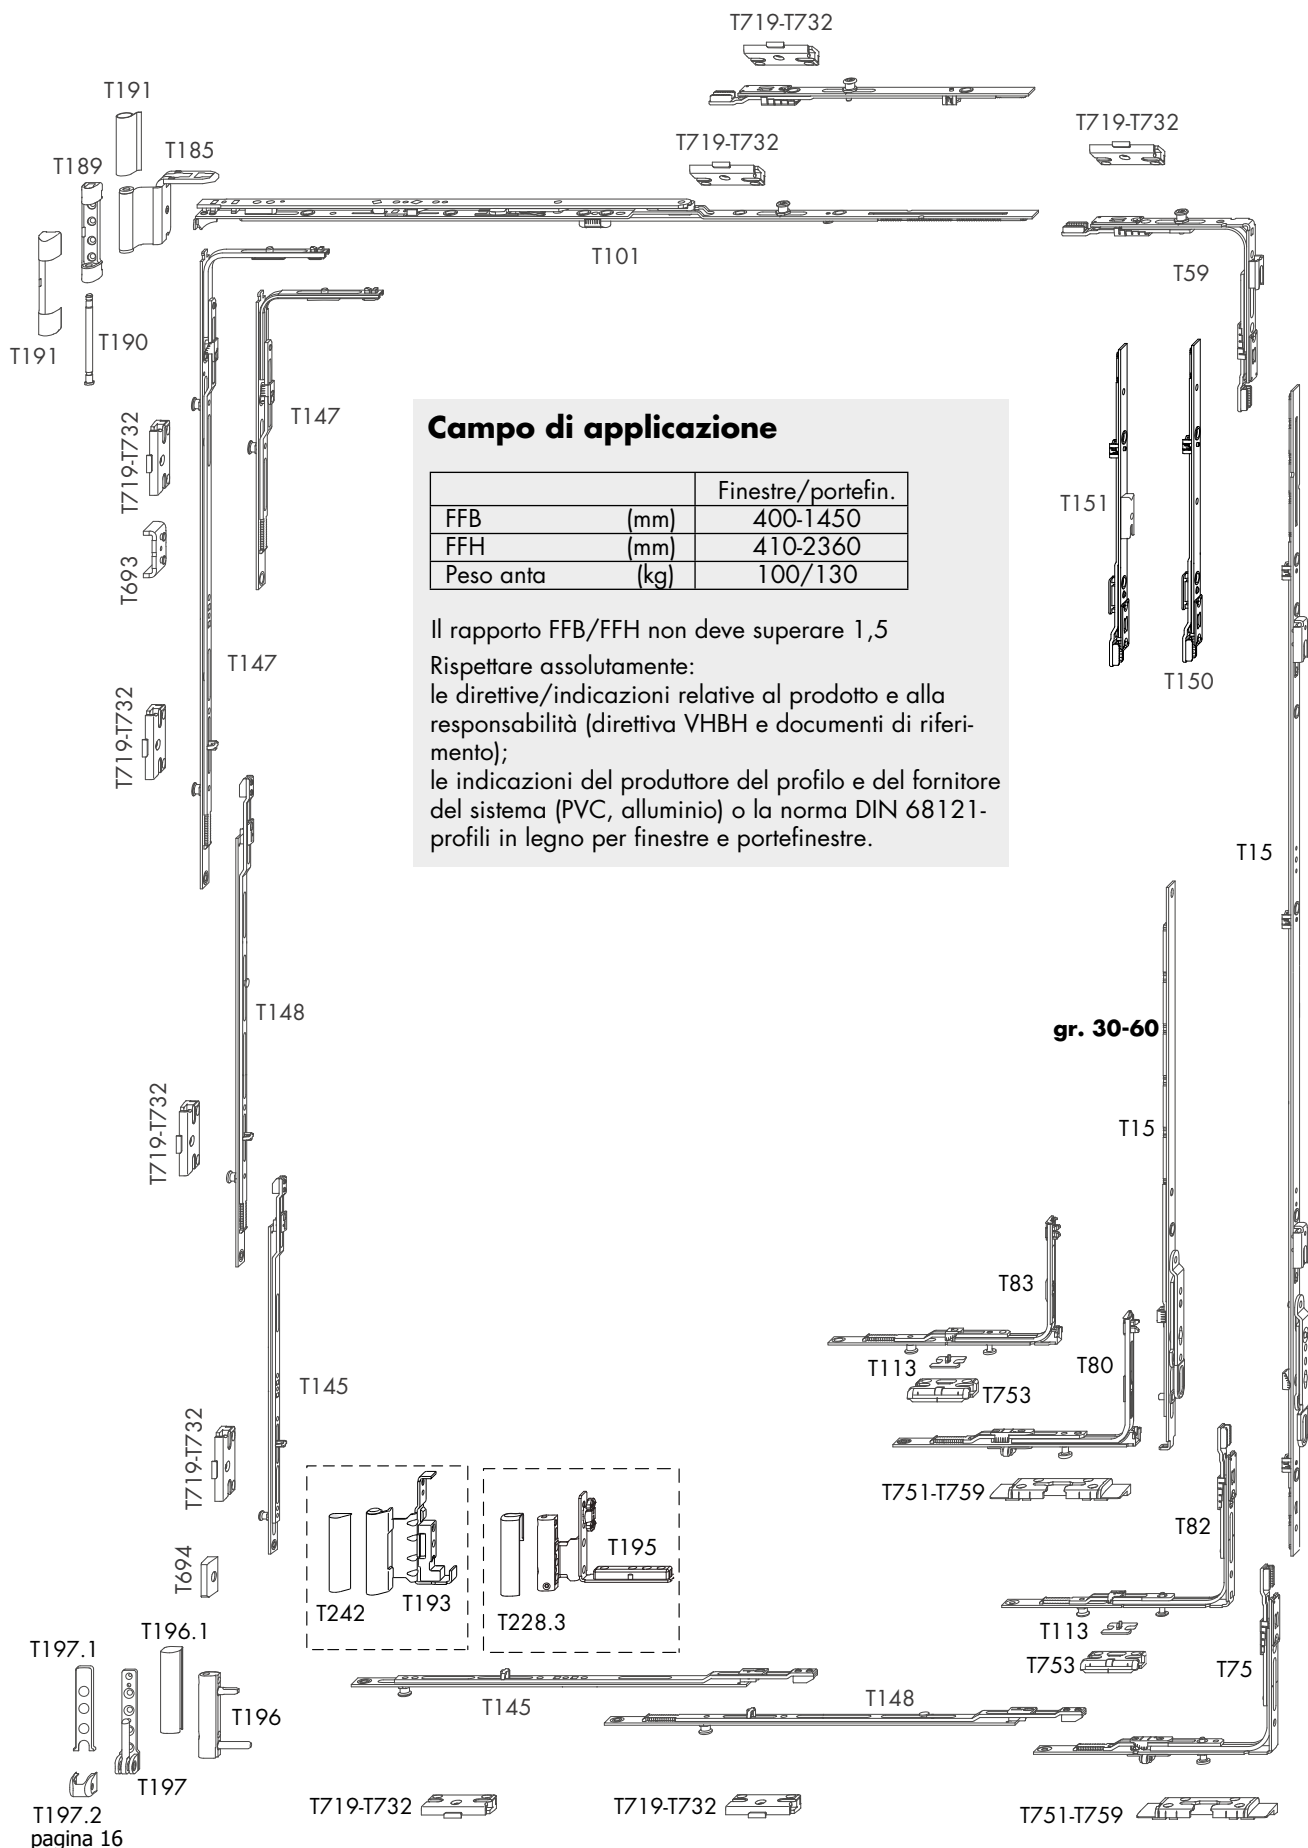 T719-T732
T191
T719-T732
T719-T732
T189
T185
T101
T59
T191
T190
T147
T719-T732
T693
T151
T150
T147
T719-T732
Campo di applicazione
Finestre/portefin.
FFB (mm) 400-1450
FFH (mm) 410-2360
Peso anta (kg) 100/130
Il rapporto FFB/FFH non deve superare 1,5
Rispettare assolutamente:
le direttive/indicazioni relative al prodotto e alla
responsabilità (direttiva VHBH e documenti di riferi-
mento);
le indicazioni del produttore del profilo e del fornitore
del sistema (PVC, alluminio) o la norma DIN 68121-
profili in legno per finestre e portefinestre.
T15
T148
gr. 30-60
T719-T732
T15
T83
T113
T80
T753
T145
T719-T732
T751-T759
T82
T694
T242
T193
T195
T228.3
T113
T753
T75
T197.1
T196.1
T196
T145
T148
T197
T719-T732
T719-T732
T751-T759
T197.2
pagina 16